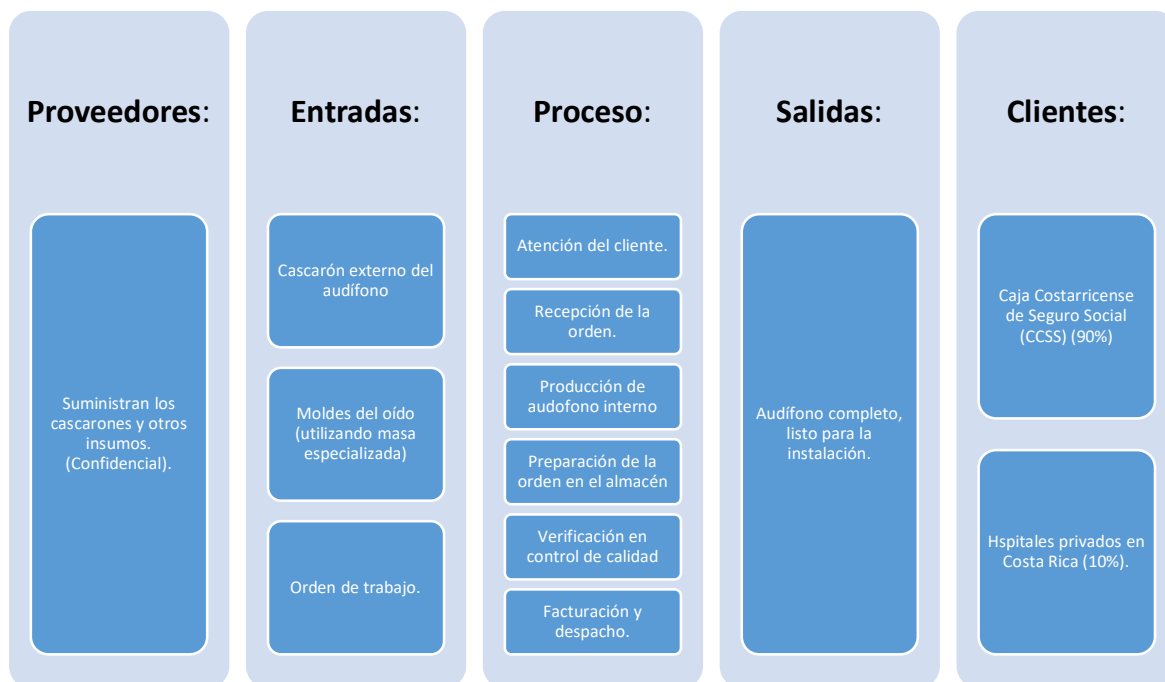 Proveedores:
Suministran los
cascarones y otros
insumos.
(Confidencial).
Entradas:
Cascarón externo del
audífono
Moldes del oído
(utilizando masa
especializada)
Orden de trabajo.
Proceso:
Atención del cliente.
Recepción de la
orden.
Producción de
audofono interno
Preparación de la
orden en el almacén
Verificación en
control de calidad
Facturación y
despacho.
Salidas:
Audífono completo,
listo para la
instalación.
Clientes:
Caja Costarricense
de Seguro Social
(CCSS) (90%)
Hspitales privados en
Costa Rica (10%).